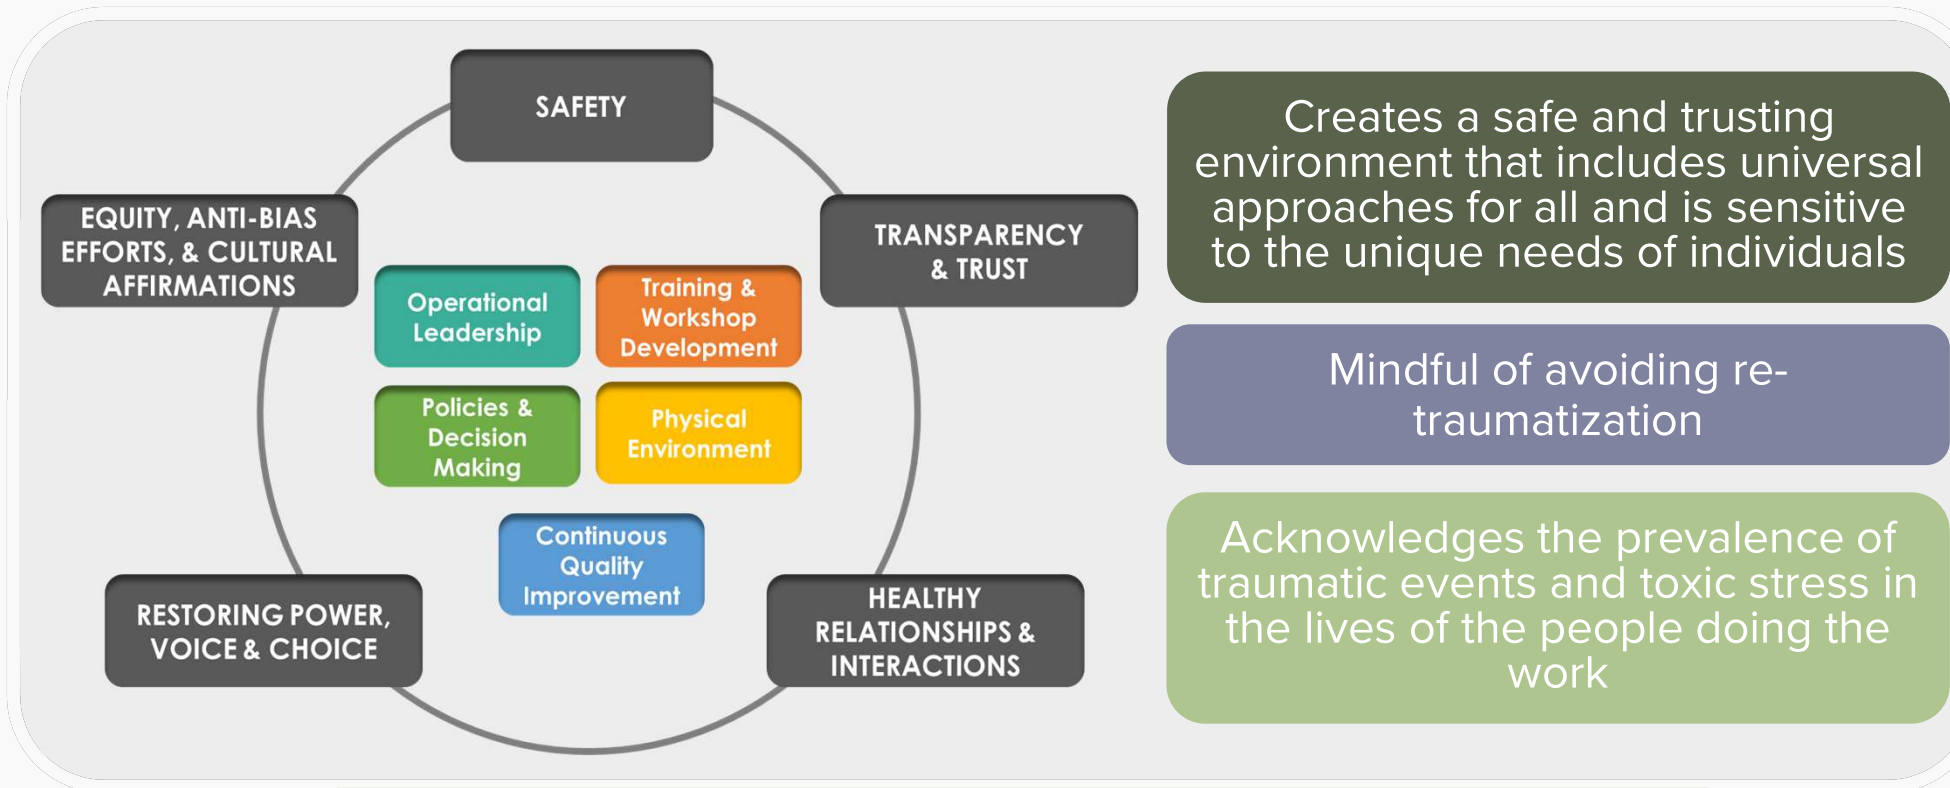 SAFETY
EQUITY, ANTI-BIAS
EFFORTS, & CULTURAL
AFFIRMATIONS
TRANSPARENCY
& TRUST
Operational
Leadership
Training &
Workshop
Development
Policies &
Decision
Making
Physical
Environment
Continuous
Quality
Improvement
RESTORING POWER,
VOICE & CHOICE
HEALTHY
RELATIONSHIPS &
INTERACTIONS
Creates a safe and trusting
environment that includes universal
approaches for all and is sensitive
to the unique needs of individuals
Mindful of avoiding re-
traumatization
Acknowledges the prevalence of
traumatic events and toxic stress in
the lives of the people doing the
work